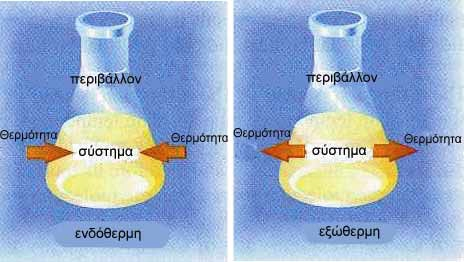 περιβάλλον
Θερμότητα
σύστημα
Θερμότητα
ενδόθερμη
περιβάλλον
Θερμότητα
σύστημα
Θερμότητα
εξώθερμη